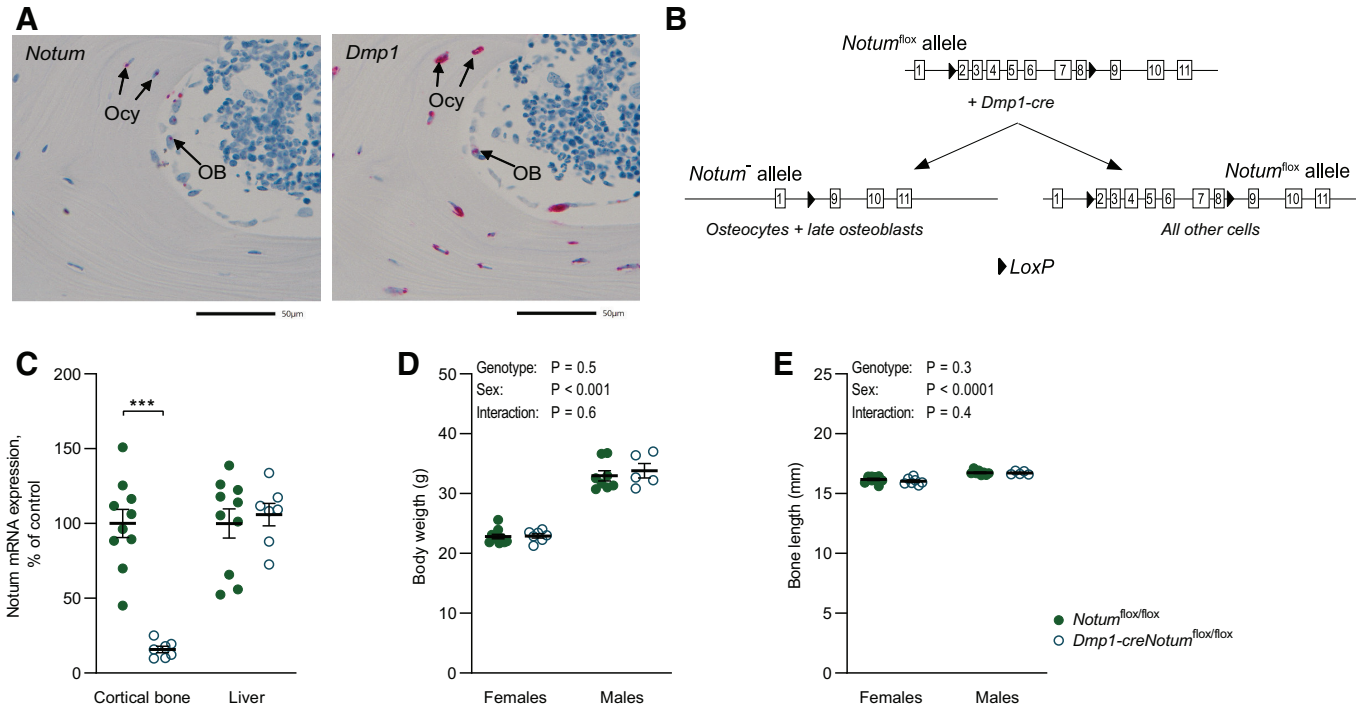 A
Notum
Ocy
OB
50µm
Dmp1
Ocy
OB
50µm
B
Notumflox allele
1 2 3 4 5 6 7 8 9 10 11
+ Dmp1-cre
Notum- allele
1 9 10 11
Osteocytes + late osteoblasts
Notumflox allele
1 2 3 4 5 6 7 8 9 10 11
All other cells
LoxP
C
Notum mRNA expression,
% of control
200
150
100
50
0
***
Cortical bone
Liver
D
Genotype: P = 0.5
Sex: P < 0.001
Interaction: P = 0.6
Body weigth (g)
50
40
30
20
10
0
Females
Males
E
Genotype: P = 0.3
Sex: P < 0.0001
Interaction: P = 0.4
Bone length (mm)
25
20
15
10
5
0
Females
Males
Notumflox/flox
Dmp1-creNotumflox/flox